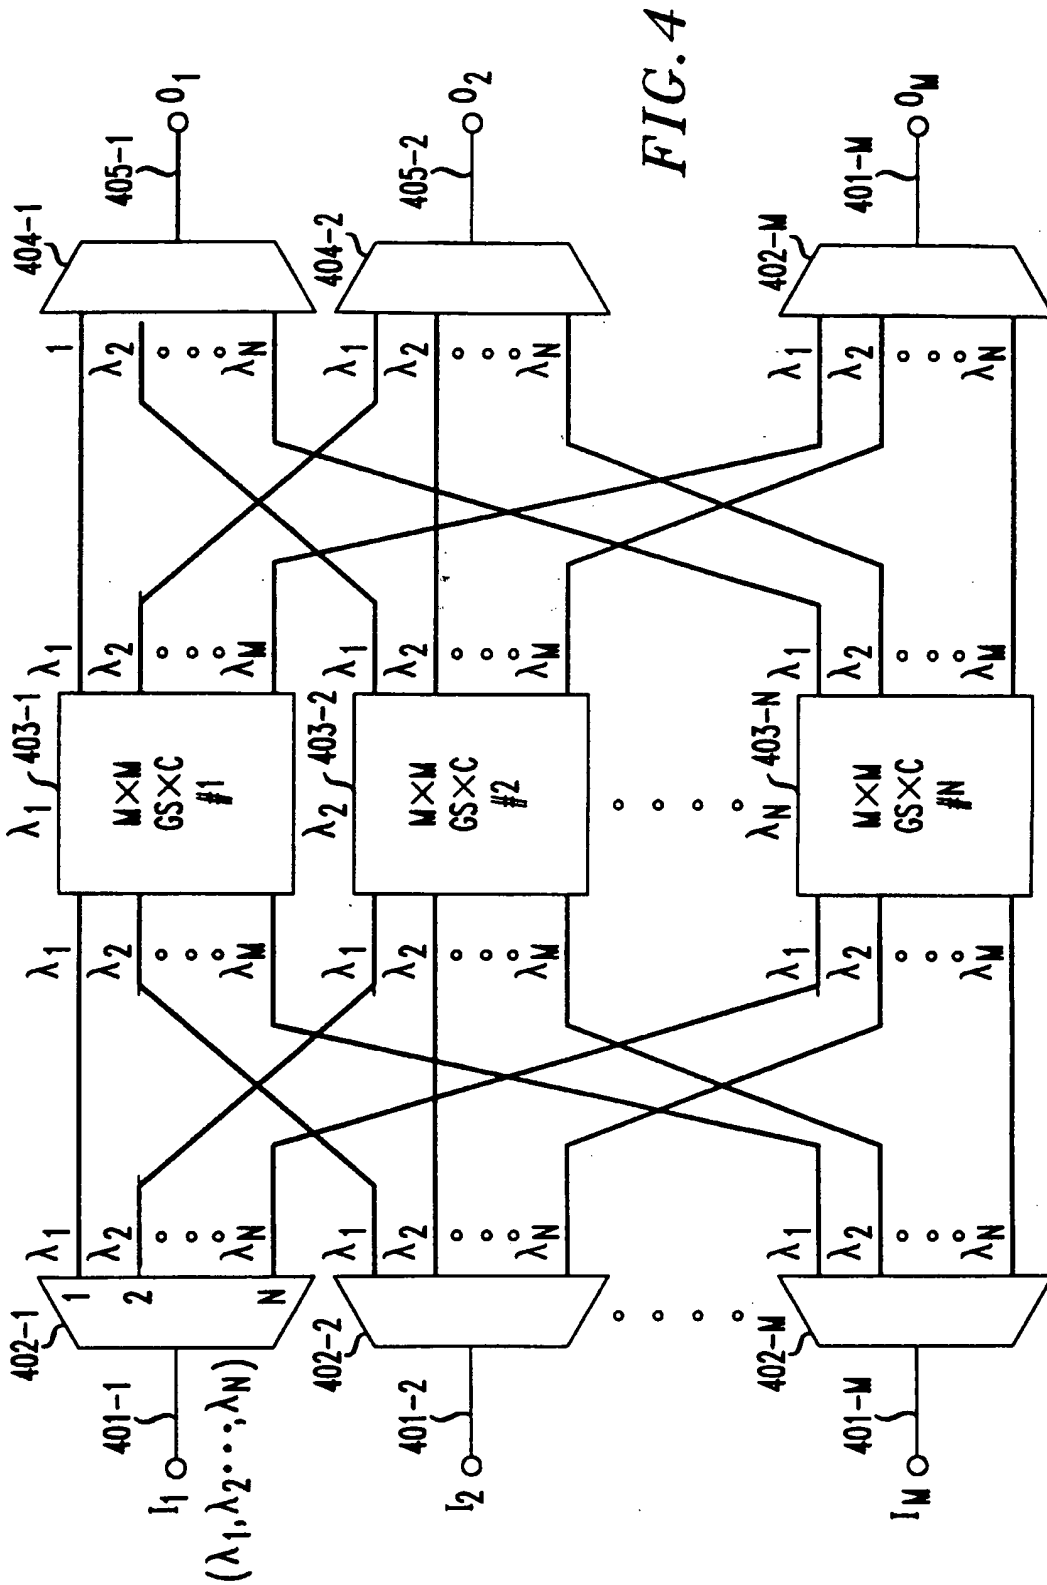 402-1
λ1
403-1
404-1
I1
401-1
(λ1,λ2•••,λN)
1
2
N
λ1
λ2
λN
λ1
λ2
λM
M×M
GS×C
#1
λ1
λ2
λM
1
λ2
λN
405-1
O1
402-2
λ2
403-2
404-2
I2
401-2
λ1
λ2
λN
λ1
λ2
λM
M×M
GS×C
#2
λ1
λ2
λM
λ1
λ2
λN
405-2
O2
FIG. 4
402-M
λN
403-N
402-M
IM
401-M
λ1
λ2
λN
λ1
λ2
λM
M×M
GS×C
#N
λ1
λ2
λM
λ1
λ2
λN
401-M
OM